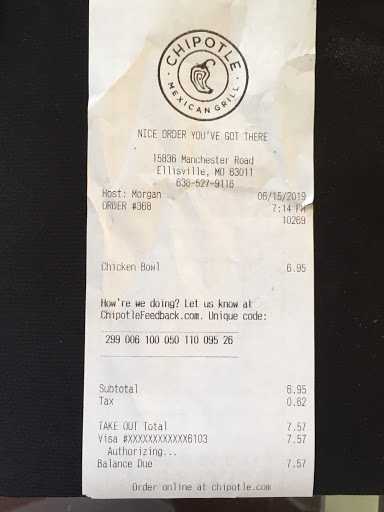 CHIPOTLE
MEXICAN GRILL
NICE ORDER YOU'VE GOT THERE
15836 Manchester Road
Ellisville, MO 63011
636-527-9116
Host: Morgan 06/15/2019
ORDER #368 7:14 PM
10269
Chicken Bowl 6.95
How're we doing? Let us know at
ChipotleFeedback.com. Unique code:
299 006 100 050 110 095 26
Subtotal 6.95
Tax 0.62
TAKE OUT Total 7.57
Visa #XXXXXXXXXXXX6103 7.57
Authorizing...
Balance Due 7.57
Order online at chipotle.com